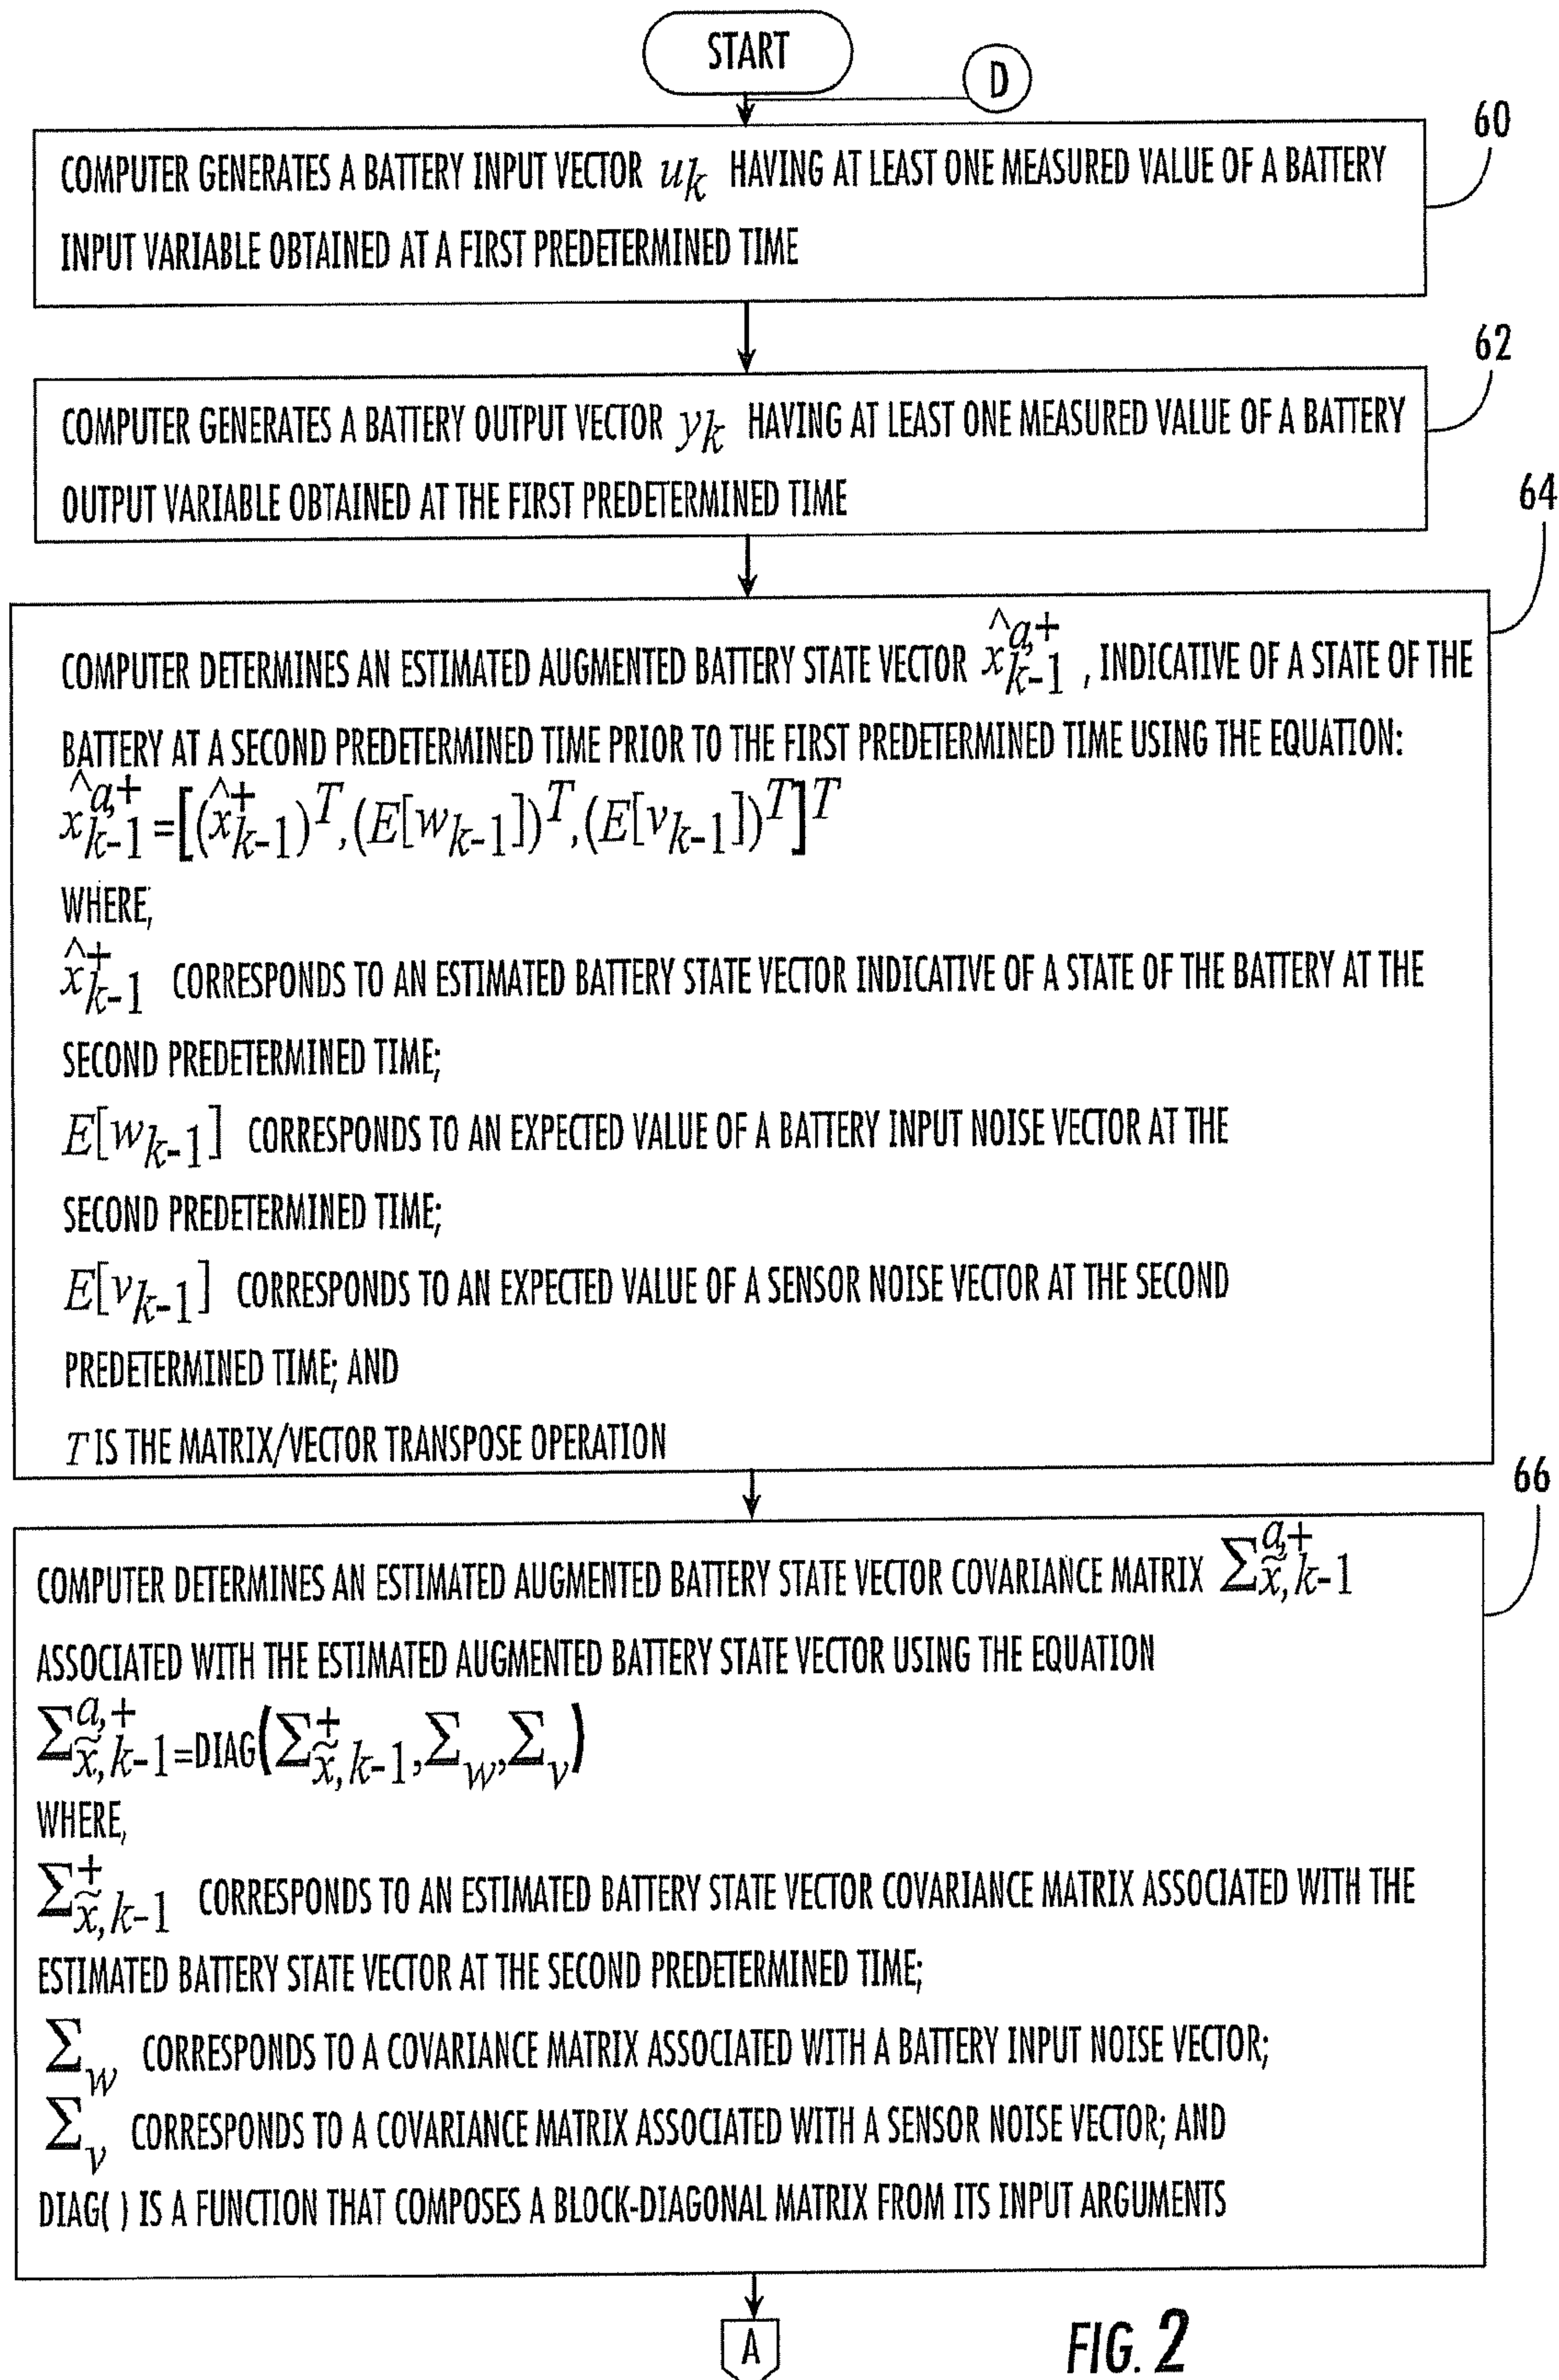 START
D
60
COMPUTER GENERATES A BATTERY INPUT VECTOR u_k HAVING AT LEAST ONE MEASURED VALUE OF A BATTERY
INPUT VARIABLE OBTAINED AT A FIRST PREDETERMINED TIME
62
COMPUTER GENERATES A BATTERY OUTPUT VECTOR y_k HAVING AT LEAST ONE MEASURED VALUE OF A BATTERY
OUTPUT VARIABLE OBTAINED AT THE FIRST PREDETERMINED TIME
64
COMPUTER DETERMINES AN ESTIMATED AUGMENTED BATTERY STATE VECTOR \hat{x}_{k-1}^{a,+} , INDICATIVE OF A STATE OF THE
BATTERY AT A SECOND PREDETERMINED TIME PRIOR TO THE FIRST PREDETERMINED TIME USING THE EQUATION:
\hat{x}_{k-1}^{a,+}=[(\hat{x}_{k-1}^{+})^T,(E[w_{k-1}])^T,(E[v_{k-1}])^T]^T
WHERE,
\hat{x}_{k-1}^{+} CORRESPONDS TO AN ESTIMATED BATTERY STATE VECTOR INDICATIVE OF A STATE OF THE BATTERY AT THE
SECOND PREDETERMINED TIME;
E[w_{k-1}] CORRESPONDS TO AN EXPECTED VALUE OF A BATTERY INPUT NOISE VECTOR AT THE
SECOND PREDETERMINED TIME;
E[v_{k-1}] CORRESPONDS TO AN EXPECTED VALUE OF A SENSOR NOISE VECTOR AT THE SECOND
PREDETERMINED TIME; AND
T IS THE MATRIX/VECTOR TRANSPOSE OPERATION
66
COMPUTER DETERMINES AN ESTIMATED AUGMENTED BATTERY STATE VECTOR COVARIANCE MATRIX Σ_{\tilde{x},k-1}^{a,+}
ASSOCIATED WITH THE ESTIMATED AUGMENTED BATTERY STATE VECTOR USING THE EQUATION
Σ_{\tilde{x},k-1}^{a,+}=DIAG(Σ_{\tilde{x},k-1}^{+},Σ_w,Σ_v)
WHERE,
Σ_{\tilde{x},k-1}^{+} CORRESPONDS TO AN ESTIMATED BATTERY STATE VECTOR COVARIANCE MATRIX ASSOCIATED WITH THE
ESTIMATED BATTERY STATE VECTOR AT THE SECOND PREDETERMINED TIME;
Σ_w CORRESPONDS TO A COVARIANCE MATRIX ASSOCIATED WITH A BATTERY INPUT NOISE VECTOR;
Σ_v CORRESPONDS TO A COVARIANCE MATRIX ASSOCIATED WITH A SENSOR NOISE VECTOR; AND
DIAG( ) IS A FUNCTION THAT COMPOSES A BLOCK-DIAGONAL MATRIX FROM ITS INPUT ARGUMENTS
A
FIG. 2